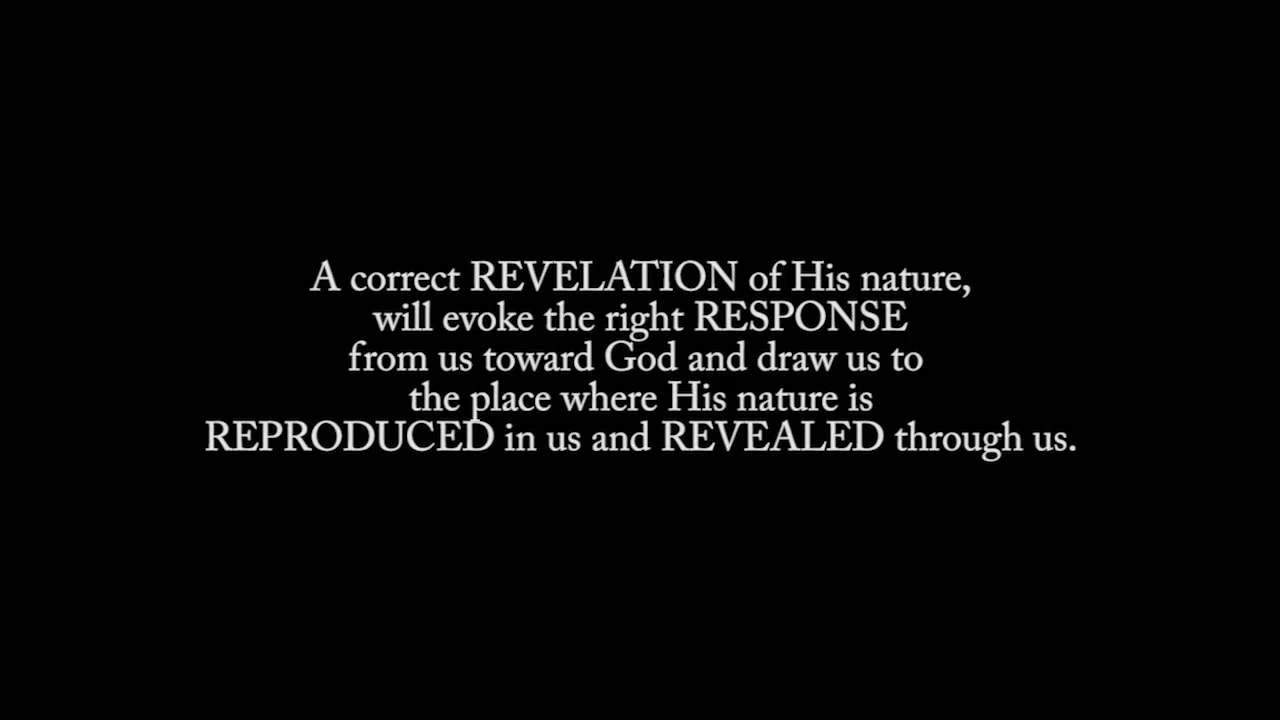 A correct REVELATION of His nature,
will evoke the right RESPONSE
from us toward God and draw us to
the place where His nature is
REPRODUCED in us and REVEALED through us.